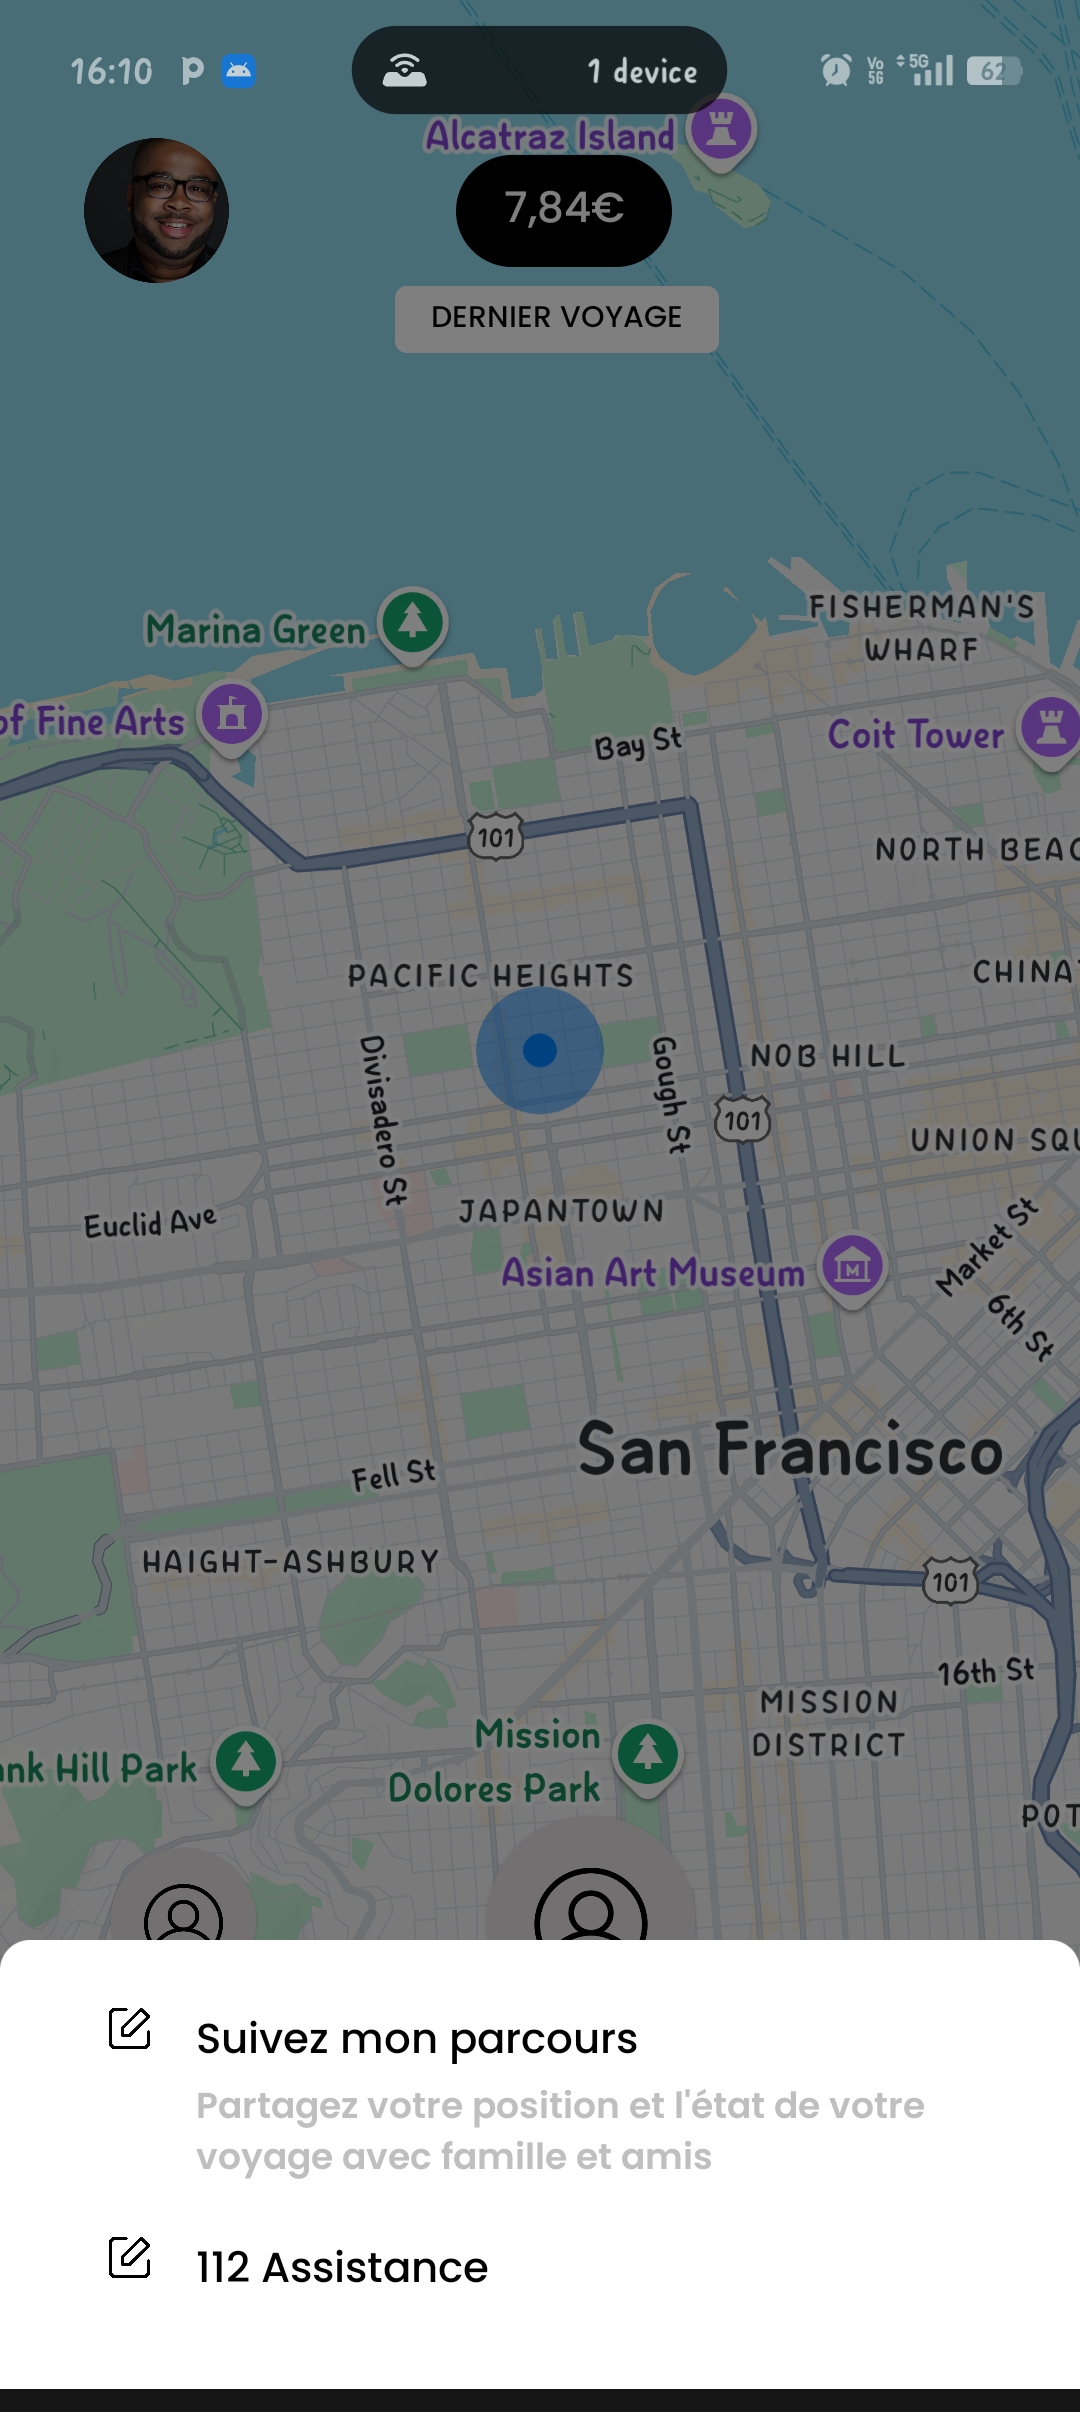 16:10
1 device
Vo
5G
5G
62
Alcatraz Island
7,84€
DERNIER VOYAGE
FISHERMAN'S
WHARF
Marina Green
of Fine Arts
Bay St
Coit Tower
101
NORTH BEAC
PACIFIC HEIGHTS
CHINA
Divisadero St
Gough St
NOB HILL
101
UNION SQU
Euclid Ave
JAPANTOWN
Market St
Asian Art Museum
6th St
San Francisco
Fell St
HAIGHT-ASHBURY
101
16th St
MISSION
DISTRICT
Mission
Dolores Park
ank Hill Park
POT
Suivez mon parcours
Partagez votre position et l'état de votre
voyage avec famille et amis
112 Assistance